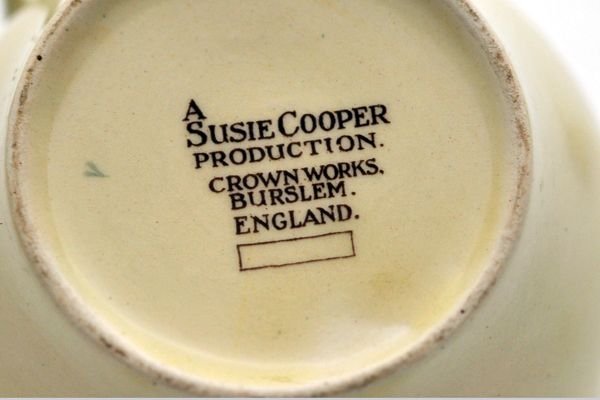 A
SUSIE COOPER
PRODUCTION.
CROWN WORKS,
BURSLEM.
ENGLAND.